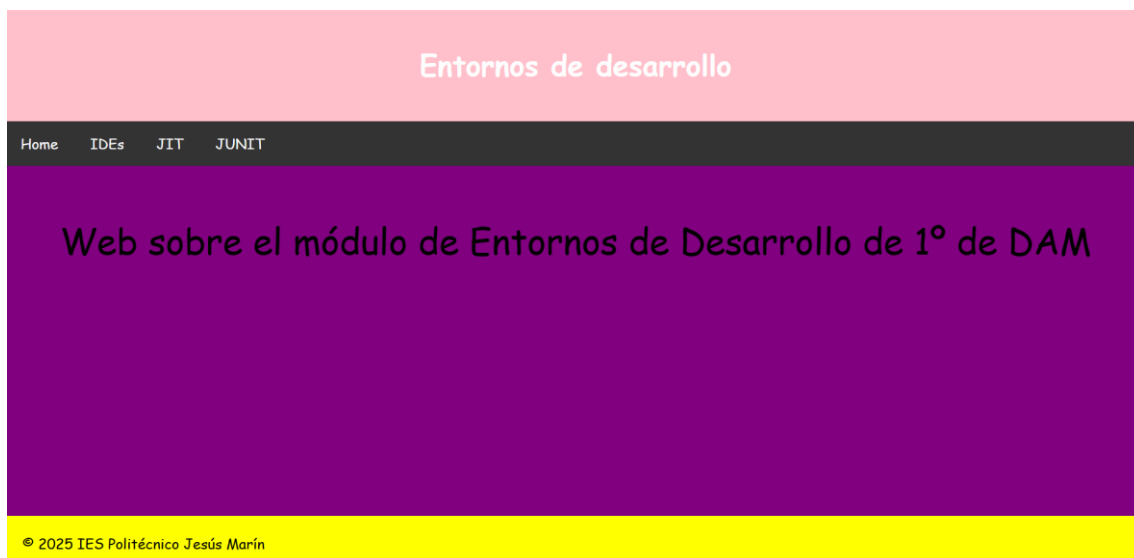 Entornos de desarrollo
Home IDEs JIT JUNIT
Web sobre el módulo de Entornos de Desarrollo de 1º de DAM
© 2025 IES Politécnico Jesús Marín